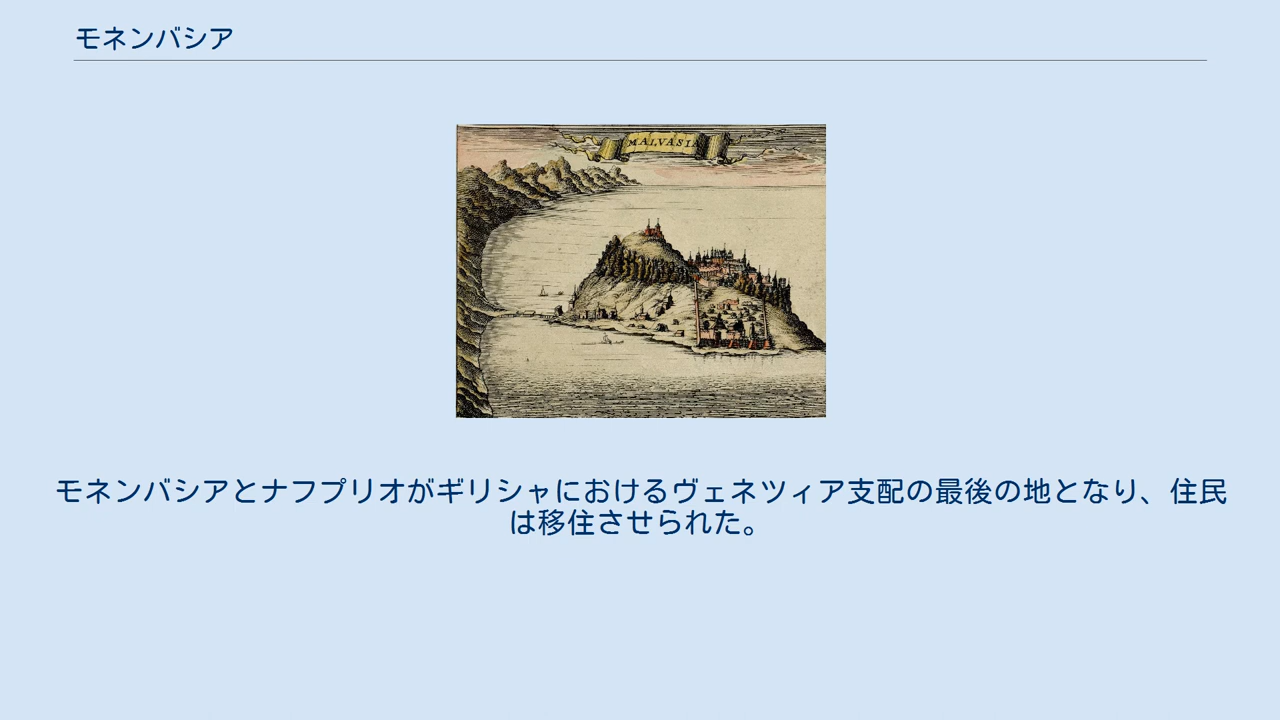 モネンバシア
MALVASIA
モネンバシアとナフプリオがギリシャにおけるヴェネツィア支配の最後の地となり、住民
は移住させられた。